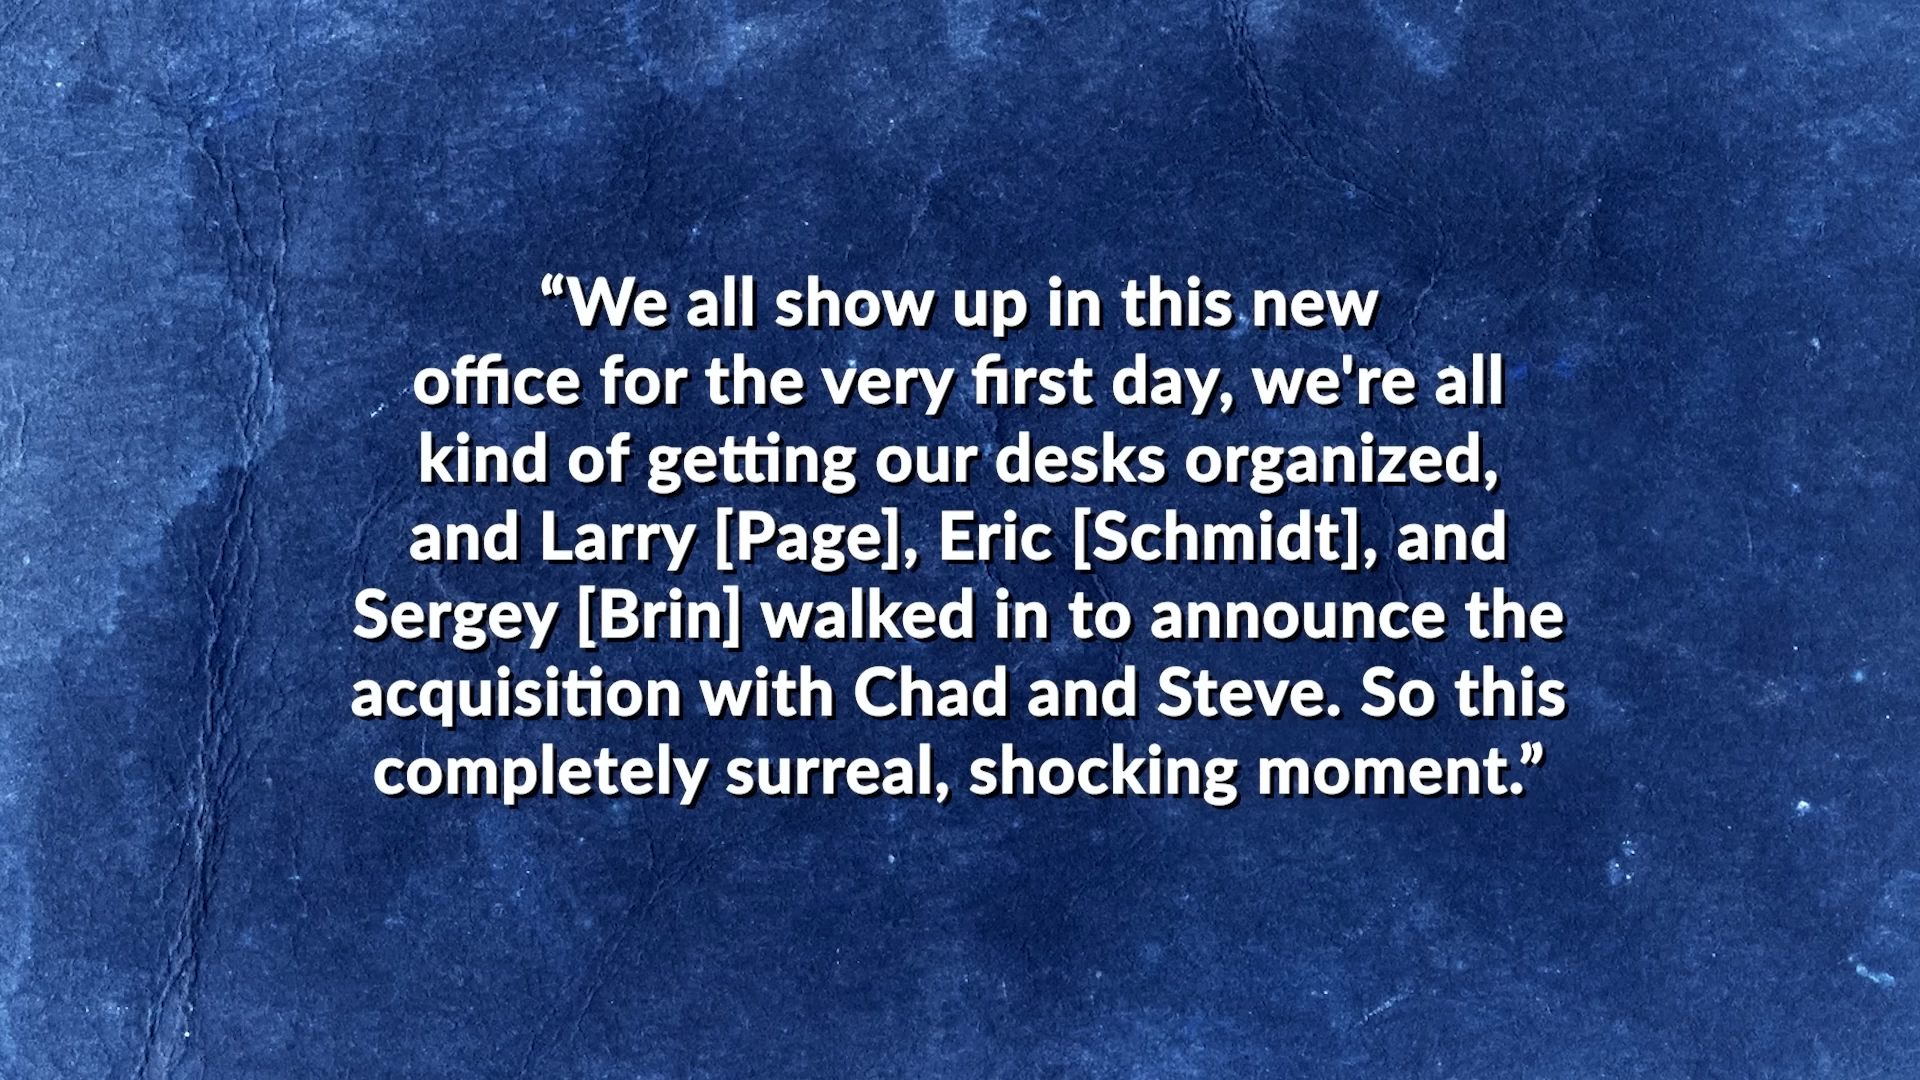 “We all show up in this new
office for the very first day, we're all
kind of getting our desks organized,
and Larry [Page], Eric [Schmidt], and
Sergey [Brin] walked in to announce the
acquisition with Chad and Steve. So this
completely surreal, shocking moment.”